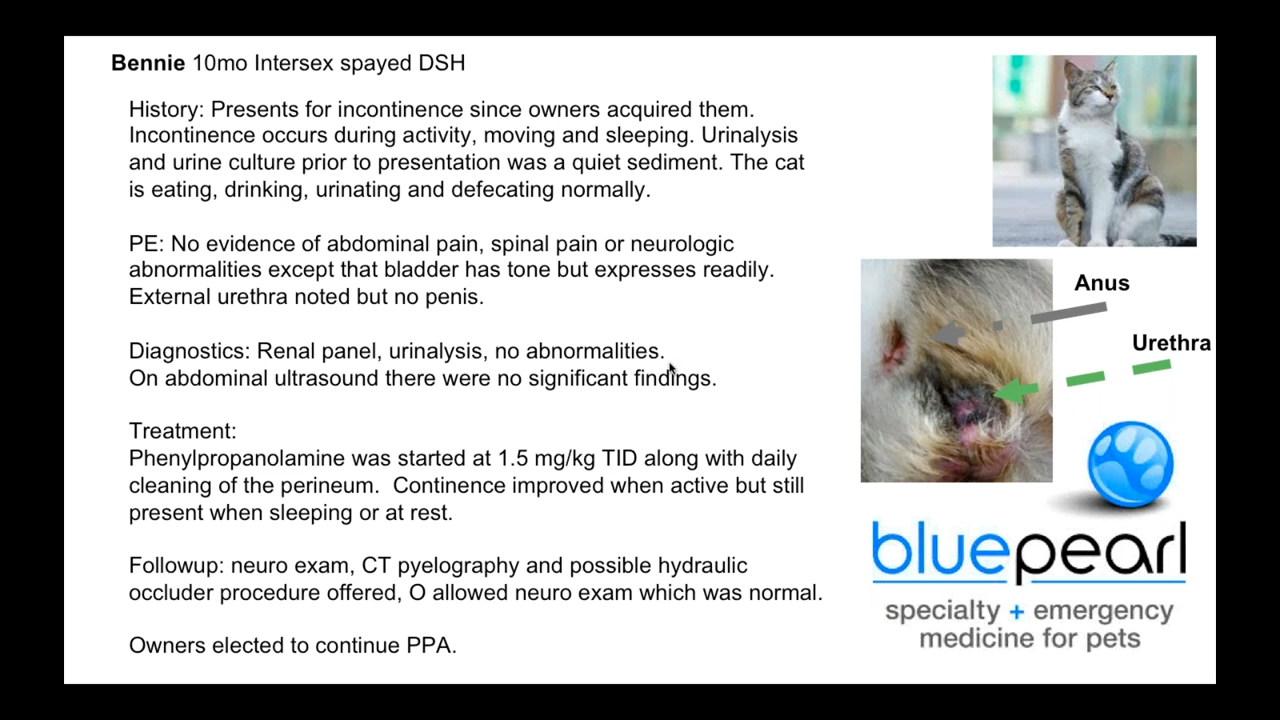 Bennie 10mo Intersex spayed DSH
History: Presents for incontinence since owners acquired them.
Incontinence occurs during activity, moving and sleeping. Urinalysis
and urine culture prior to presentation was a quiet sediment. The cat
is eating, drinking, urinating and defecating normally.
PE: No evidence of abdominal pain, spinal pain or neurologic
abnormalities except that bladder has tone but expresses readily.
External urethra noted but no penis.
Diagnostics: Renal panel, urinalysis, no abnormalities.
On abdominal ultrasound there were no significant findings.
Treatment:
Phenylpropanolamine was started at 1.5 mg/kg TID along with daily
cleaning of the perineum.  Continence improved when active but still
present when sleeping or at rest.
Followup: neuro exam, CT pyelography and possible hydraulic
occluder procedure offered, O allowed neuro exam which was normal.
Owners elected to continue PPA.
Anus
Urethra
bluepearl
specialty + emergency
medicine for pets